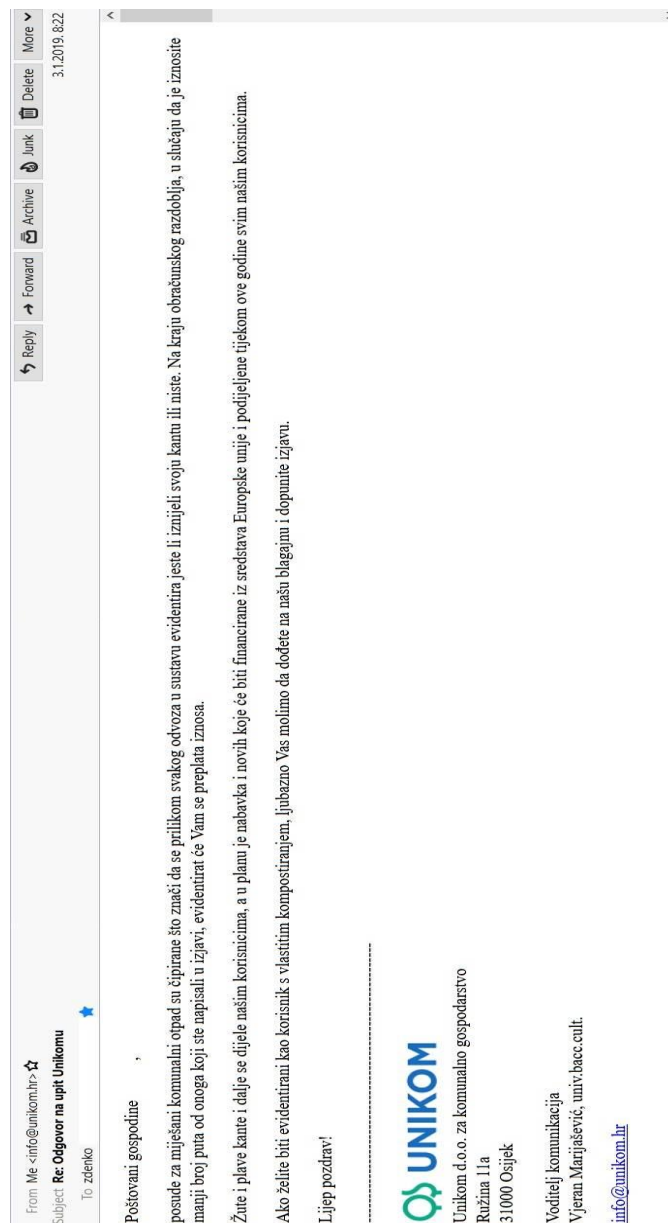 From Me <info@unikom.hr>
Reply Forward Archive Junk Delete More
Subject Re: Odgovor na upit Unikomu
3.1.2019. 8:22
To zdenko
Poštovani gospodine ,
posude za miješani komunalni otpad su čipirane što znači da se prilikom svakog odvoza u sustavu evidentira jeste li iznijeli svoju kantu ili niste. Na kraju obračunskog razdoblja, u slučaju da je iznosite
manji broj puta od onoga koji ste napisali u izjavi, evidentirat će Vam se preplata iznosa.
Žute i plave kante i dalje se dijele našim korisnicima, a u planu je nabavka i novih koje će biti financirane iz sredstava Europske unije i podijeljene tijekom ove godine svim našim korisnicima.
Ako želite biti evidentirani kao korisnik s vlastitim kompostiranjem, ljubazno Vas molimo da dođete na našu blagajnu i dopunite izjavu.
Lijep pozdrav!
UNIKOM
Unikom d.o.o. za komunalno gospodarstvo
Ružina 11a
31000 Osijek
Voditelj komunikacija
Vjeran Marijašević, univ.bacc.cult.
info@unikom.hr